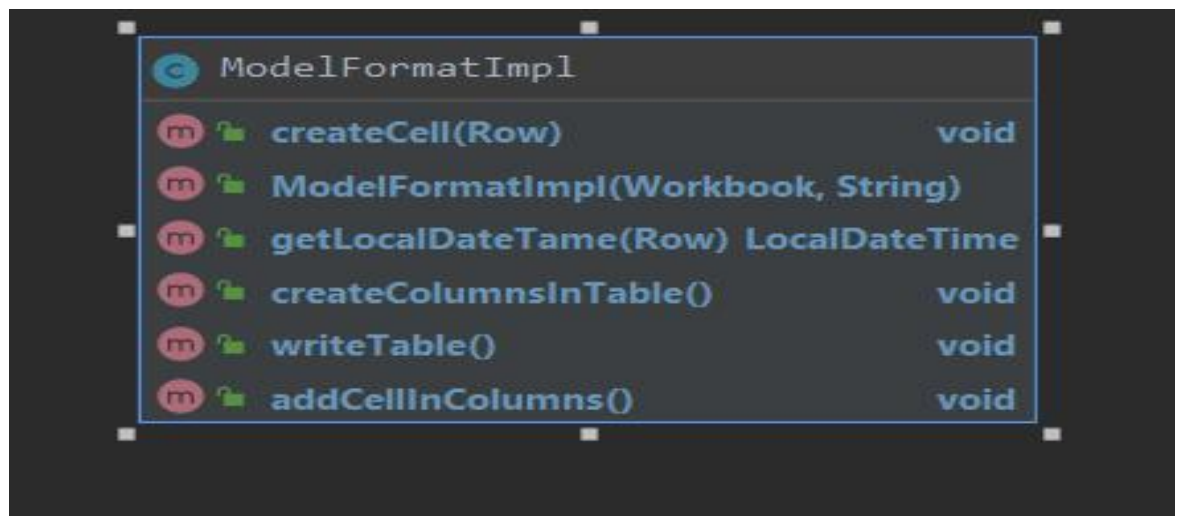 C ModelFormatImpl
m createCell(Row) void
m ModelFormatImpl(Workbook, String)
m getLocalDateTame(Row) LocalDateTime
m createColumnsInTable() void
m writeTable() void
m addCellInColumns() void